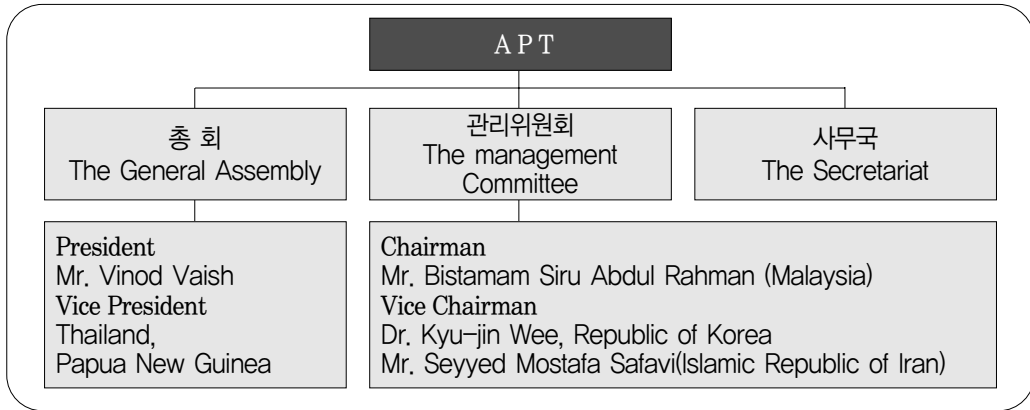 APT
총 회
The General Assembly
관리위원회
The management
Committee
사무국
The Secretariat
President
Mr. Vinod Vaish
Vice President
Thailand,
Papua New Guinea
Chairman
Mr. Bistamam Siru Abdul Rahman (Malaysia)
Vice Chairman
Dr. Kyu-jin Wee, Republic of Korea
Mr. Seyyed Mostafa Safavi(Islamic Republic of Iran)